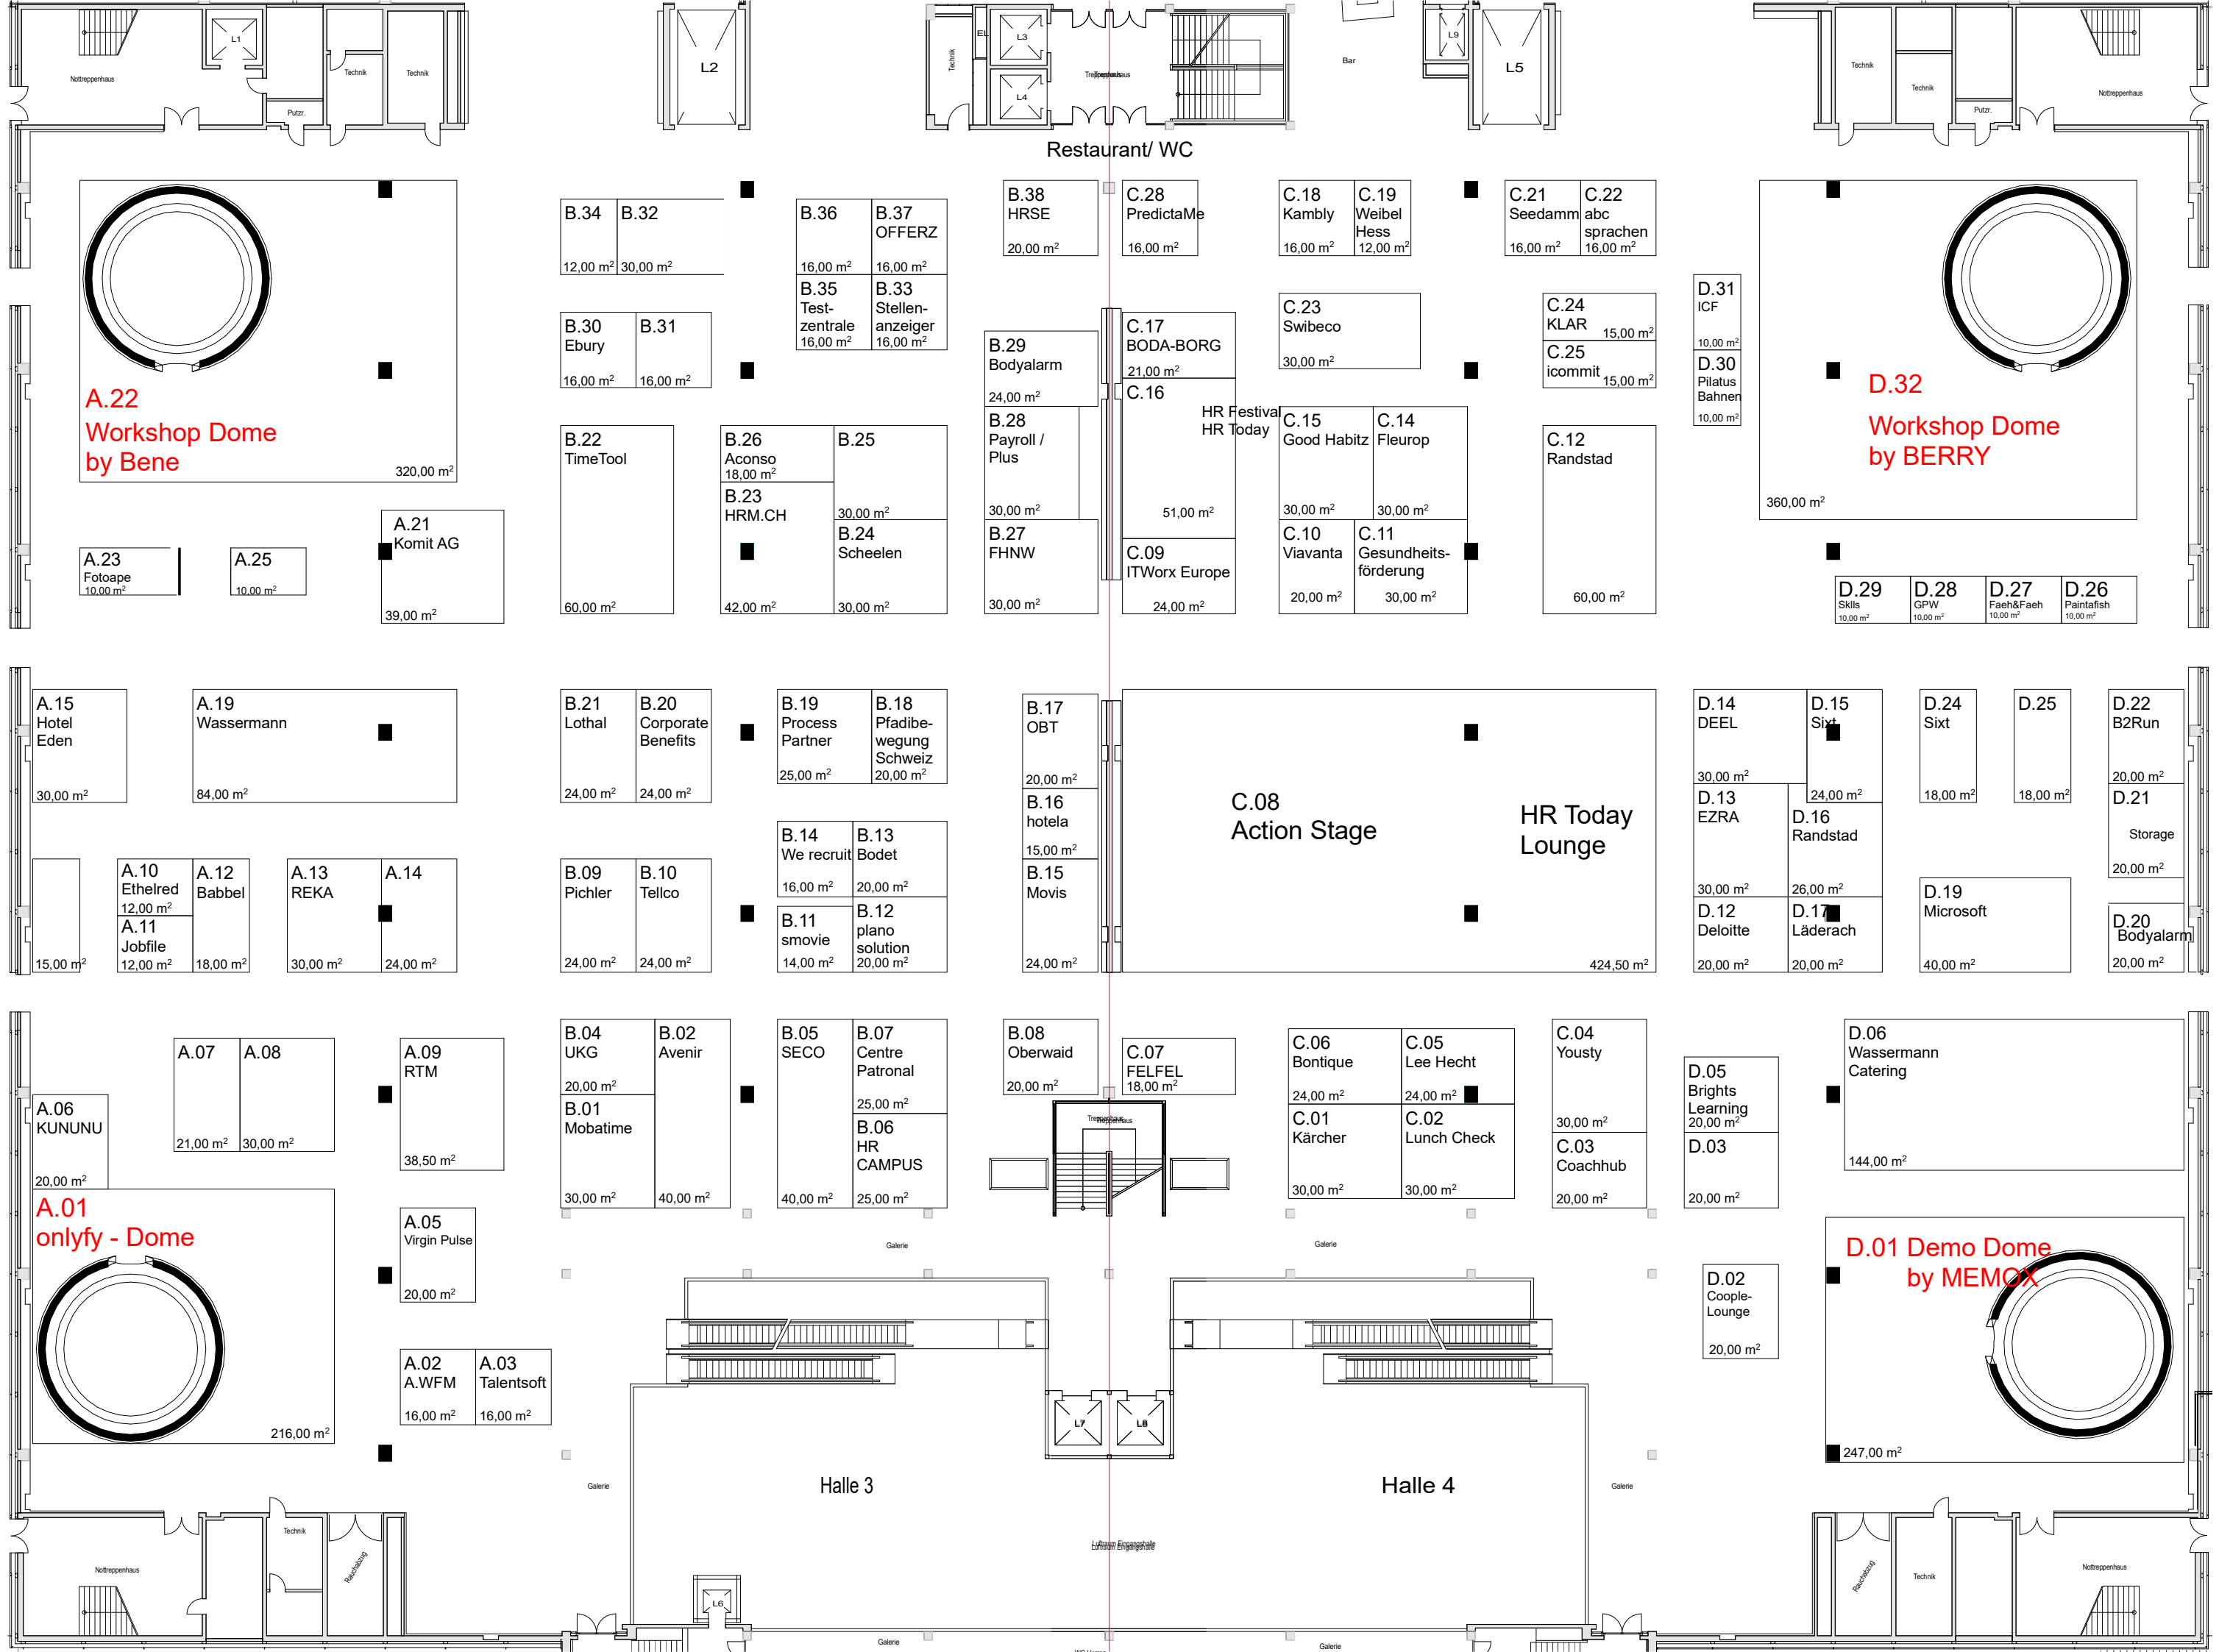 Nottreppenhaus
L1
Putzr.
Technik
Technik
L2
Technik
EL
L3
L4
Treppenhaus
Bar
L9
L5
Technik
Technik
Putzr.
Nottreppenhaus
Restaurant/ WC
A.22
Workshop Dome
by Bene
320,00 m²
B.34
12,00 m²
B.32
30,00 m²
B.36
16,00 m²
B.37
OFFERZ
16,00 m²
B.35
Test-
zentrale
16,00 m²
B.33
Stellen-
anzeiger
16,00 m²
B.38
HRSE
20,00 m²
C.28
PredictaMe
16,00 m²
C.18
Kambly
16,00 m²
C.19
Weibel
Hess
12,00 m²
C.21
Seedamm
16,00 m²
C.22
abc
sprachen
16,00 m²
B.30
Ebury
16,00 m²
B.31
16,00 m²
B.29
Bodyalarm
24,00 m²
C.17
BODA-BORG
21,00 m²
C.16
HR Festival
HR Today
51,00 m²
C.23
Swibeco
30,00 m²
C.24
KLAR
15,00 m²
C.25
icommit
15,00 m²
D.31
ICF
10,00 m²
D.30
Pilatus
Bahnen
10,00 m²
D.32
Workshop Dome
by BERRY
360,00 m²
A.23
Fotoape
10,00 m²
A.25
10,00 m²
A.21
Komit AG
39,00 m²
B.22
TimeTool
60,00 m²
B.26
Aconso
18,00 m²
B.25
30,00 m²
B.23
HRM.CH
42,00 m²
B.24
Scheelen
30,00 m²
B.28
Payroll /
Plus
30,00 m²
B.27
FHNW
30,00 m²
C.09
ITWorx Europe
24,00 m²
C.15
Good Habitz
30,00 m²
C.14
Fleurop
30,00 m²
C.10
Viavanta
20,00 m²
C.11
Gesundheits-
förderung
30,00 m²
C.12
Randstad
60,00 m²
D.29
Sklls
10,00 m²
D.28
GPW
10,00 m²
D.27
Faeh&Faeh
10,00 m²
D.26
Paintafish
10,00 m²
A.15
Hotel
Eden
30,00 m²
A.19
Wassermann
84,00 m²
B.21
Lothal
24,00 m²
B.20
Corporate
Benefits
24,00 m²
B.19
Process
Partner
25,00 m²
B.18
Pfadibe-
wegung
Schweiz
20,00 m²
B.17
OBT
20,00 m²
B.16
hotela
15,00 m²
B.15
Movis
24,00 m²
C.08
Action Stage
HR Today
Lounge
424,50 m²
D.14
DEEL
30,00 m²
D.15
Sixt
24,00 m²
D.13
EZRA
30,00 m²
D.16
Randstad
26,00 m²
D.12
Deloitte
20,00 m²
D.17
Läderach
20,00 m²
D.24
Sixt
18,00 m²
D.25
18,00 m²
D.22
B2Run
20,00 m²
D.21
Storage
20,00 m²
D.19
Microsoft
40,00 m²
D.20
Bodyalarm
20,00 m²
15,00 m²
A.10
Ethelred
12,00 m²
A.11
Jobfile
12,00 m²
A.12
Babbel
18,00 m²
A.13
REKA
30,00 m²
A.14
24,00 m²
B.09
Pichler
24,00 m²
B.10
Tellco
24,00 m²
B.14
We recruit
16,00 m²
B.13
Bodet
20,00 m²
B.11
smovie
14,00 m²
B.12
plano
solution
20,00 m²
A.07
21,00 m²
A.08
30,00 m²
A.09
RTM
38,50 m²
A.06
KUNUNU
20,00 m²
B.04
UKG
20,00 m²
B.01
Mobatime
30,00 m²
B.02
Avenir
40,00 m²
B.05
SECO
40,00 m²
B.07
Centre
Patronal
25,00 m²
B.06
HR
CAMPUS
25,00 m²
B.08
Oberwaid
20,00 m²
C.07
FELFEL
18,00 m²
Treppenhaus
C.06
Bontique
24,00 m²
C.05
Lee Hecht
24,00 m²
C.01
Kärcher
30,00 m²
C.02
Lunch Check
30,00 m²
C.04
Yousty
30,00 m²
C.03
Coachhub
20,00 m²
D.05
Brights
Learning
20,00 m²
D.03
20,00 m²
D.06
Wassermann
Catering
144,00 m²
A.01
onlyfy - Dome
216,00 m²
A.05
Virgin Pulse
20,00 m²
A.02
A.WFM
16,00 m²
A.03
Talentsoft
16,00 m²
Galerie
Galerie
D.02
Coople-
Lounge
20,00 m²
D.01 Demo Dome
by MEMOX
247,00 m²
L7
L8
Galerie
Halle 3
Halle 4
Galerie
Luftraum Eingangshalle
Nottreppenhaus
Technik
Rauchabzug
L6
Galerie
Galerie
Rauchabzug
Technik
Nottreppenhaus